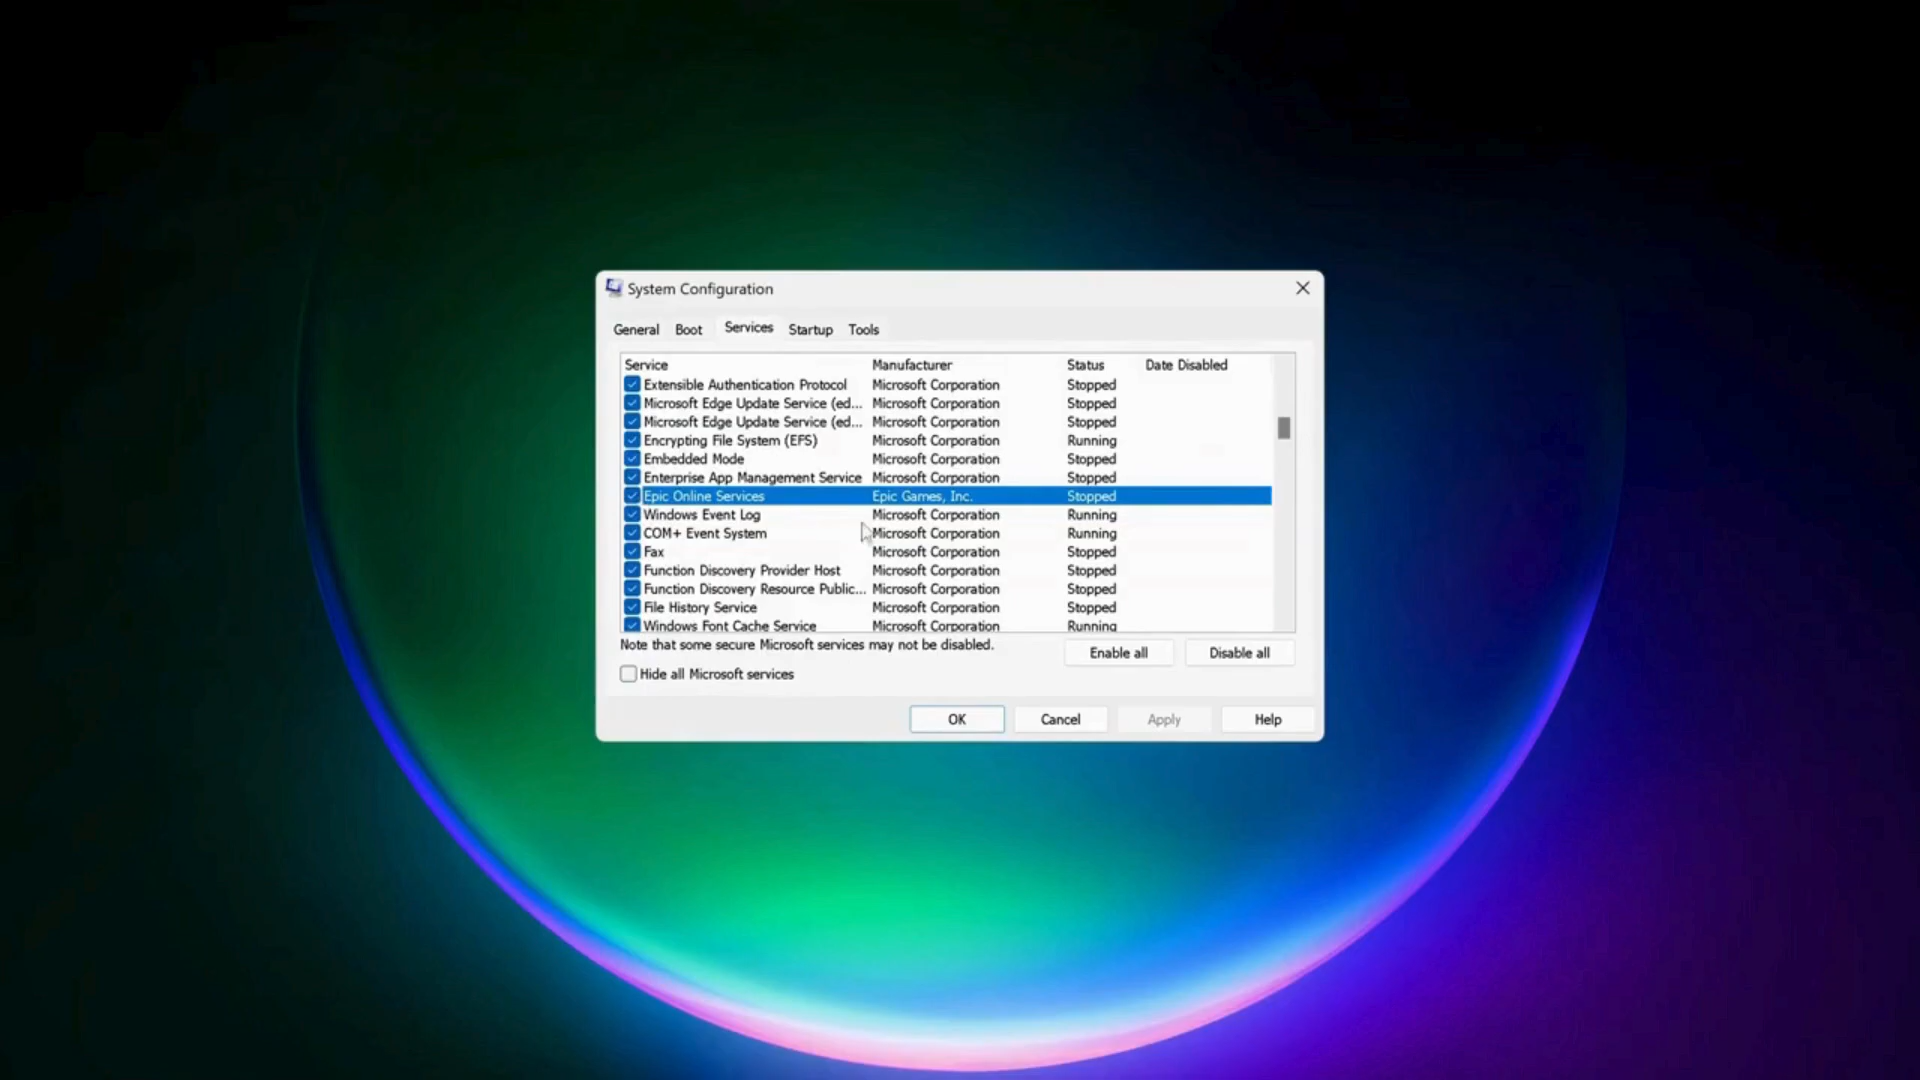 System Configuration
General Boot Services Startup Tools
Service Manufacturer Status Date Disabled
Extensible Authentication Protocol Microsoft Corporation Stopped
Microsoft Edge Update Service (ed... Microsoft Corporation Stopped
Microsoft Edge Update Service (ed... Microsoft Corporation Stopped
Encrypting File System (EFS) Microsoft Corporation Running
Embedded Mode Microsoft Corporation Stopped
Enterprise App Management Service Microsoft Corporation Stopped
Epic Online Services Epic Games, Inc. Stopped
Windows Event Log Microsoft Corporation Running
COM+ Event System Microsoft Corporation Running
Fax Microsoft Corporation Stopped
Function Discovery Provider Host Microsoft Corporation Stopped
Function Discovery Resource Public... Microsoft Corporation Stopped
File History Service Microsoft Corporation Stopped
Windows Font Cache Service Microsoft Corporation Running
Note that some secure Microsoft services may not be disabled.
Enable all Disable all
Hide all Microsoft services
OK Cancel Apply Help